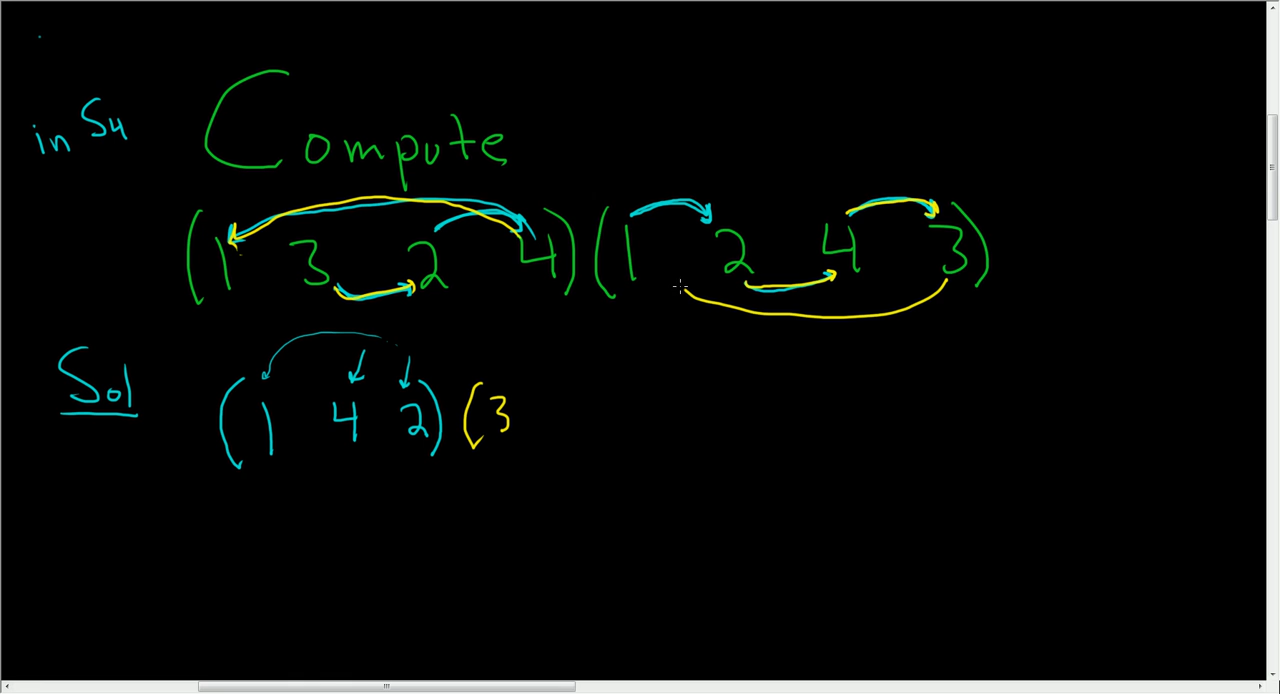 in S4 Compute
(1 3 2 4)(1 2 4 3)
Sol (1 4 2)(3